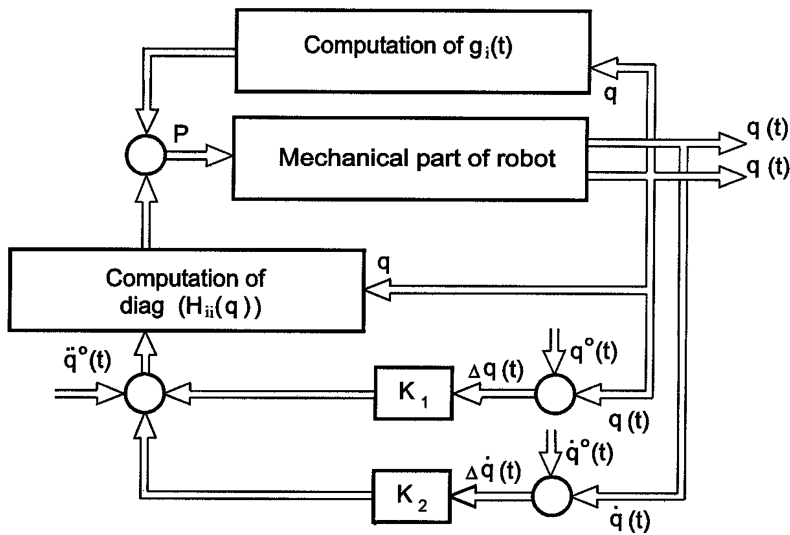 Computation of gᵢ(t)
q
P
Mechanical part of robot
q (t)
q (t)
Computation of
diag (Hᵢᵢ(q))
q
q̈°(t)
K₁
Δq(t)
q°(t)
q(t)
K₂
Δq̇(t)
q̇°(t)
q̇(t)